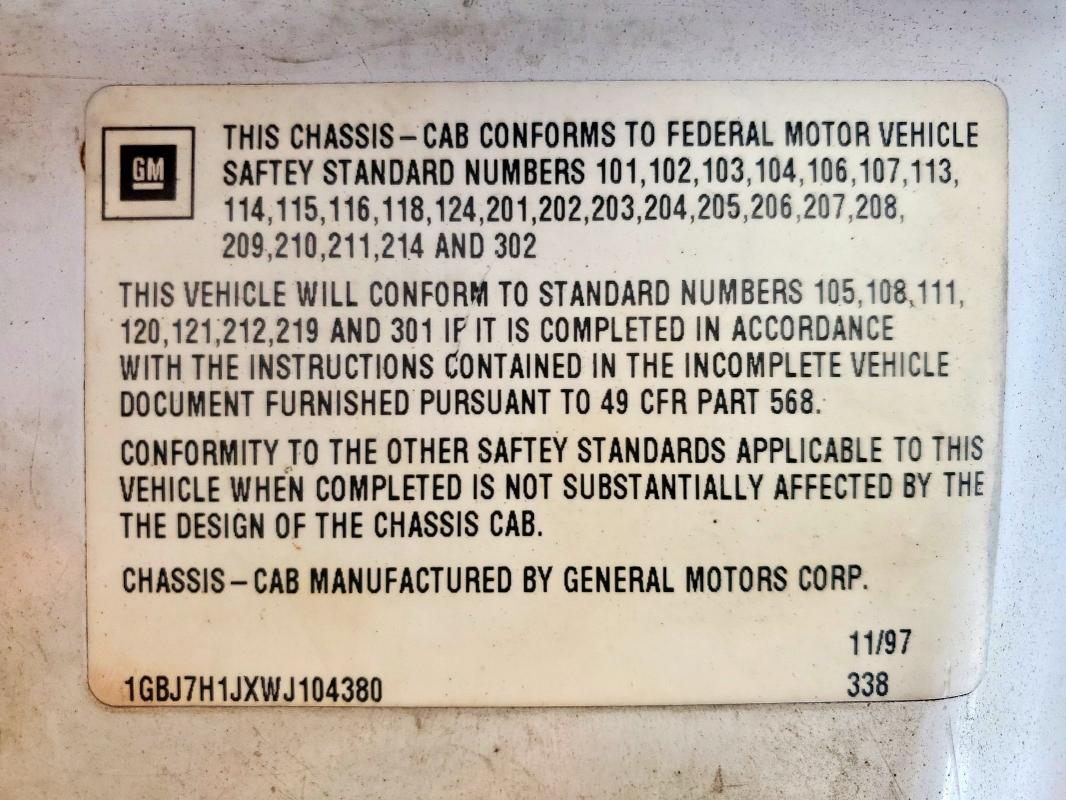 GM
THIS CHASSIS–CAB CONFORMS TO FEDERAL MOTOR VEHICLE
SAFTEY STANDARD NUMBERS 101,102,103,104,106,107,113,
114,115,116,118,124,201,202,203,204,205,206,207,208,
209,210,211,214 AND 302
THIS VEHICLE WILL CONFORM TO STANDARD NUMBERS 105,108,111,
120,121,212,219 AND 301 IF IT IS COMPLETED IN ACCORDANCE
WITH THE INSTRUCTIONS CONTAINED IN THE INCOMPLETE VEHICLE
DOCUMENT FURNISHED PURSUANT TO 49 CFR PART 568.
CONFORMITY TO THE OTHER SAFTEY STANDARDS APPLICABLE TO THIS
VEHICLE WHEN COMPLETED IS NOT SUBSTANTIALLY AFFECTED BY THE
THE DESIGN OF THE CHASSIS CAB.
CHASSIS–CAB MANUFACTURED BY GENERAL MOTORS CORP.
11/97
1GBJ7H1JXWJ104380 338